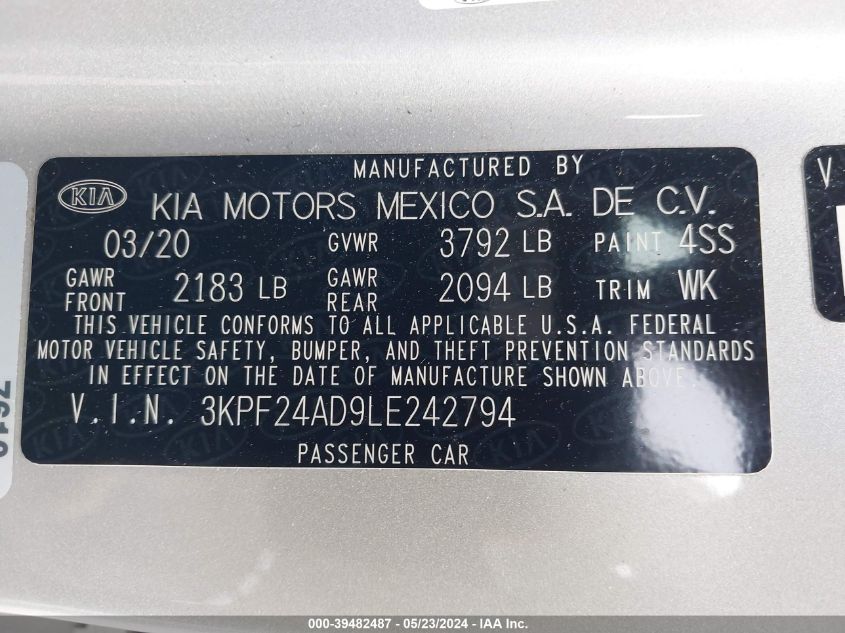 MANUFACTURED BY
KIA KIA MOTORS MEXICO S.A. DE C.V.
03/20 GVWR 3792 LB PAINT 4SS
GAWR FRONT 2183 LB GAWR REAR 2094 LB TRIM WK
THIS VEHICLE CONFORMS TO ALL APPLICABLE U.S.A. FEDERAL
MOTOR VEHICLE SAFETY, BUMPER, AND THEFT PREVENTION STANDARDS
IN EFFECT ON THE DATE OF MANUFACTURE SHOWN ABOVE.
V.I.N. 3KPF24AD9LE242794
PASSENGER CAR
V
000-39482487 - 05/23/2024 - IAA Inc.